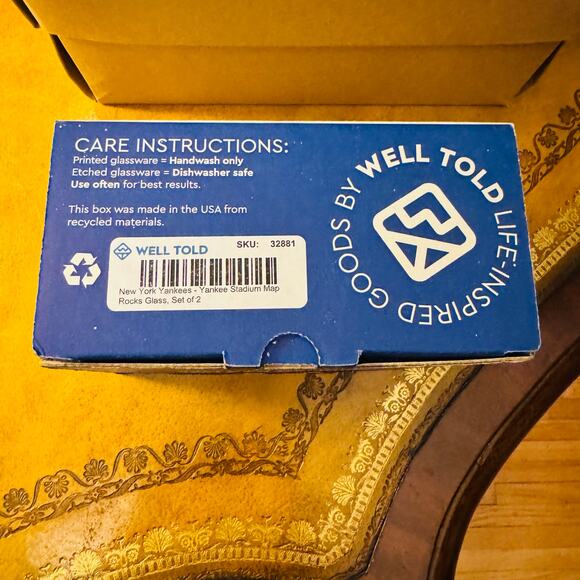 CARE INSTRUCTIONS:
Printed glassware = Handwash only
Etched glassware = Dishwasher safe
Use often for best results.
This box was made in the USA from
recycled materials.
WELL TOLD
SKU: 32881
New York Yankees - Yankee Stadium Map
Rocks Glass, Set of 2
LIFE-INSPIRED GOODS BY WELL TOLD